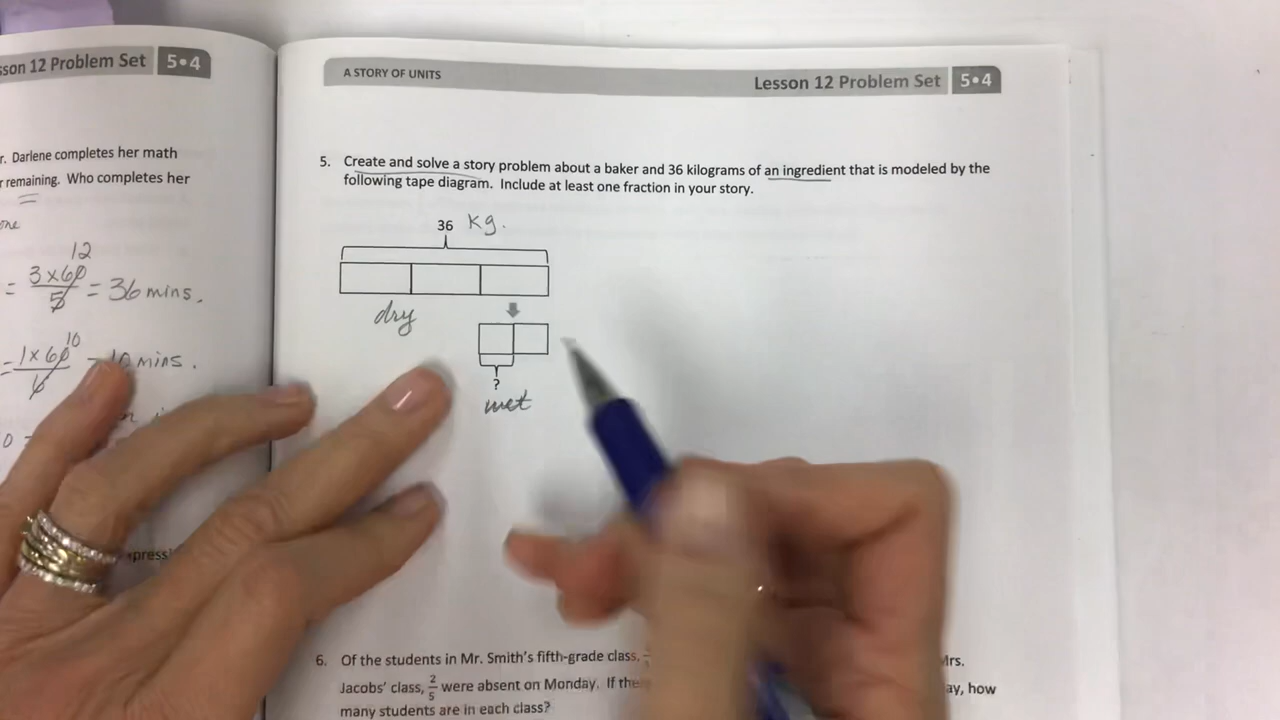 son 12 Problem Set 5•4
r. Darlene completes her math
r remaining. Who completes her
one
= 3 x 60 / 5 = 36 mins.
12
= 1 x 60 / 6 = 10 mins.
10
0
pressi
A STORY OF UNITS
Lesson 12 Problem Set 5•4
5. Create and solve a story problem about a baker and 36 kilograms of an ingredient that is modeled by the
following tape diagram. Include at least one fraction in your story.
36 Kg.
dry
?
wet
6. Of the students in Mr. Smith's fifth-grade class,
Mrs.
Jacobs' class, 2/5 were absent on Monday. If the
ay, how
many students are in each class?